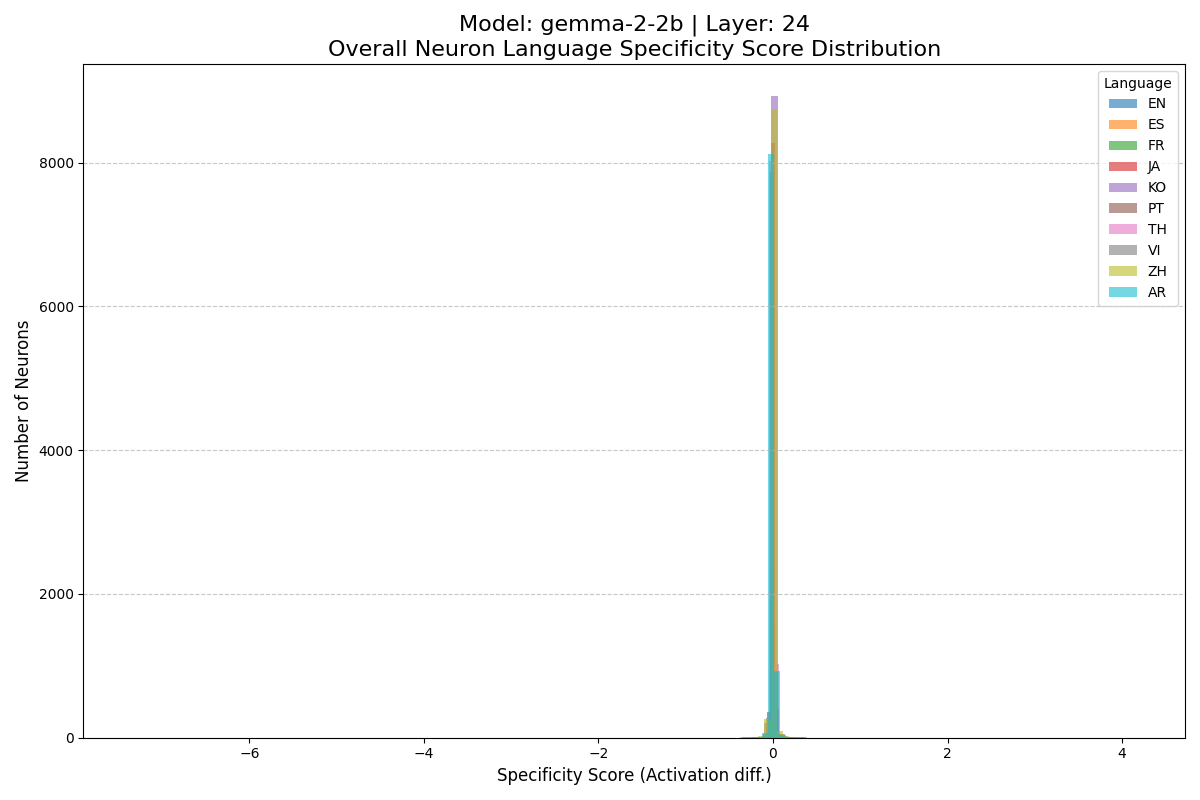 Model: gemma-2-2b | Layer: 24
Overall Neuron Language Specificity Score Distribution
Language
EN
ES
FR
JA
KO
PT
TH
VI
ZH
AR
Number of Neurons
8000
6000
4000
2000
0
−6
−4
−2
0
2
4
Specificity Score (Activation diff.)